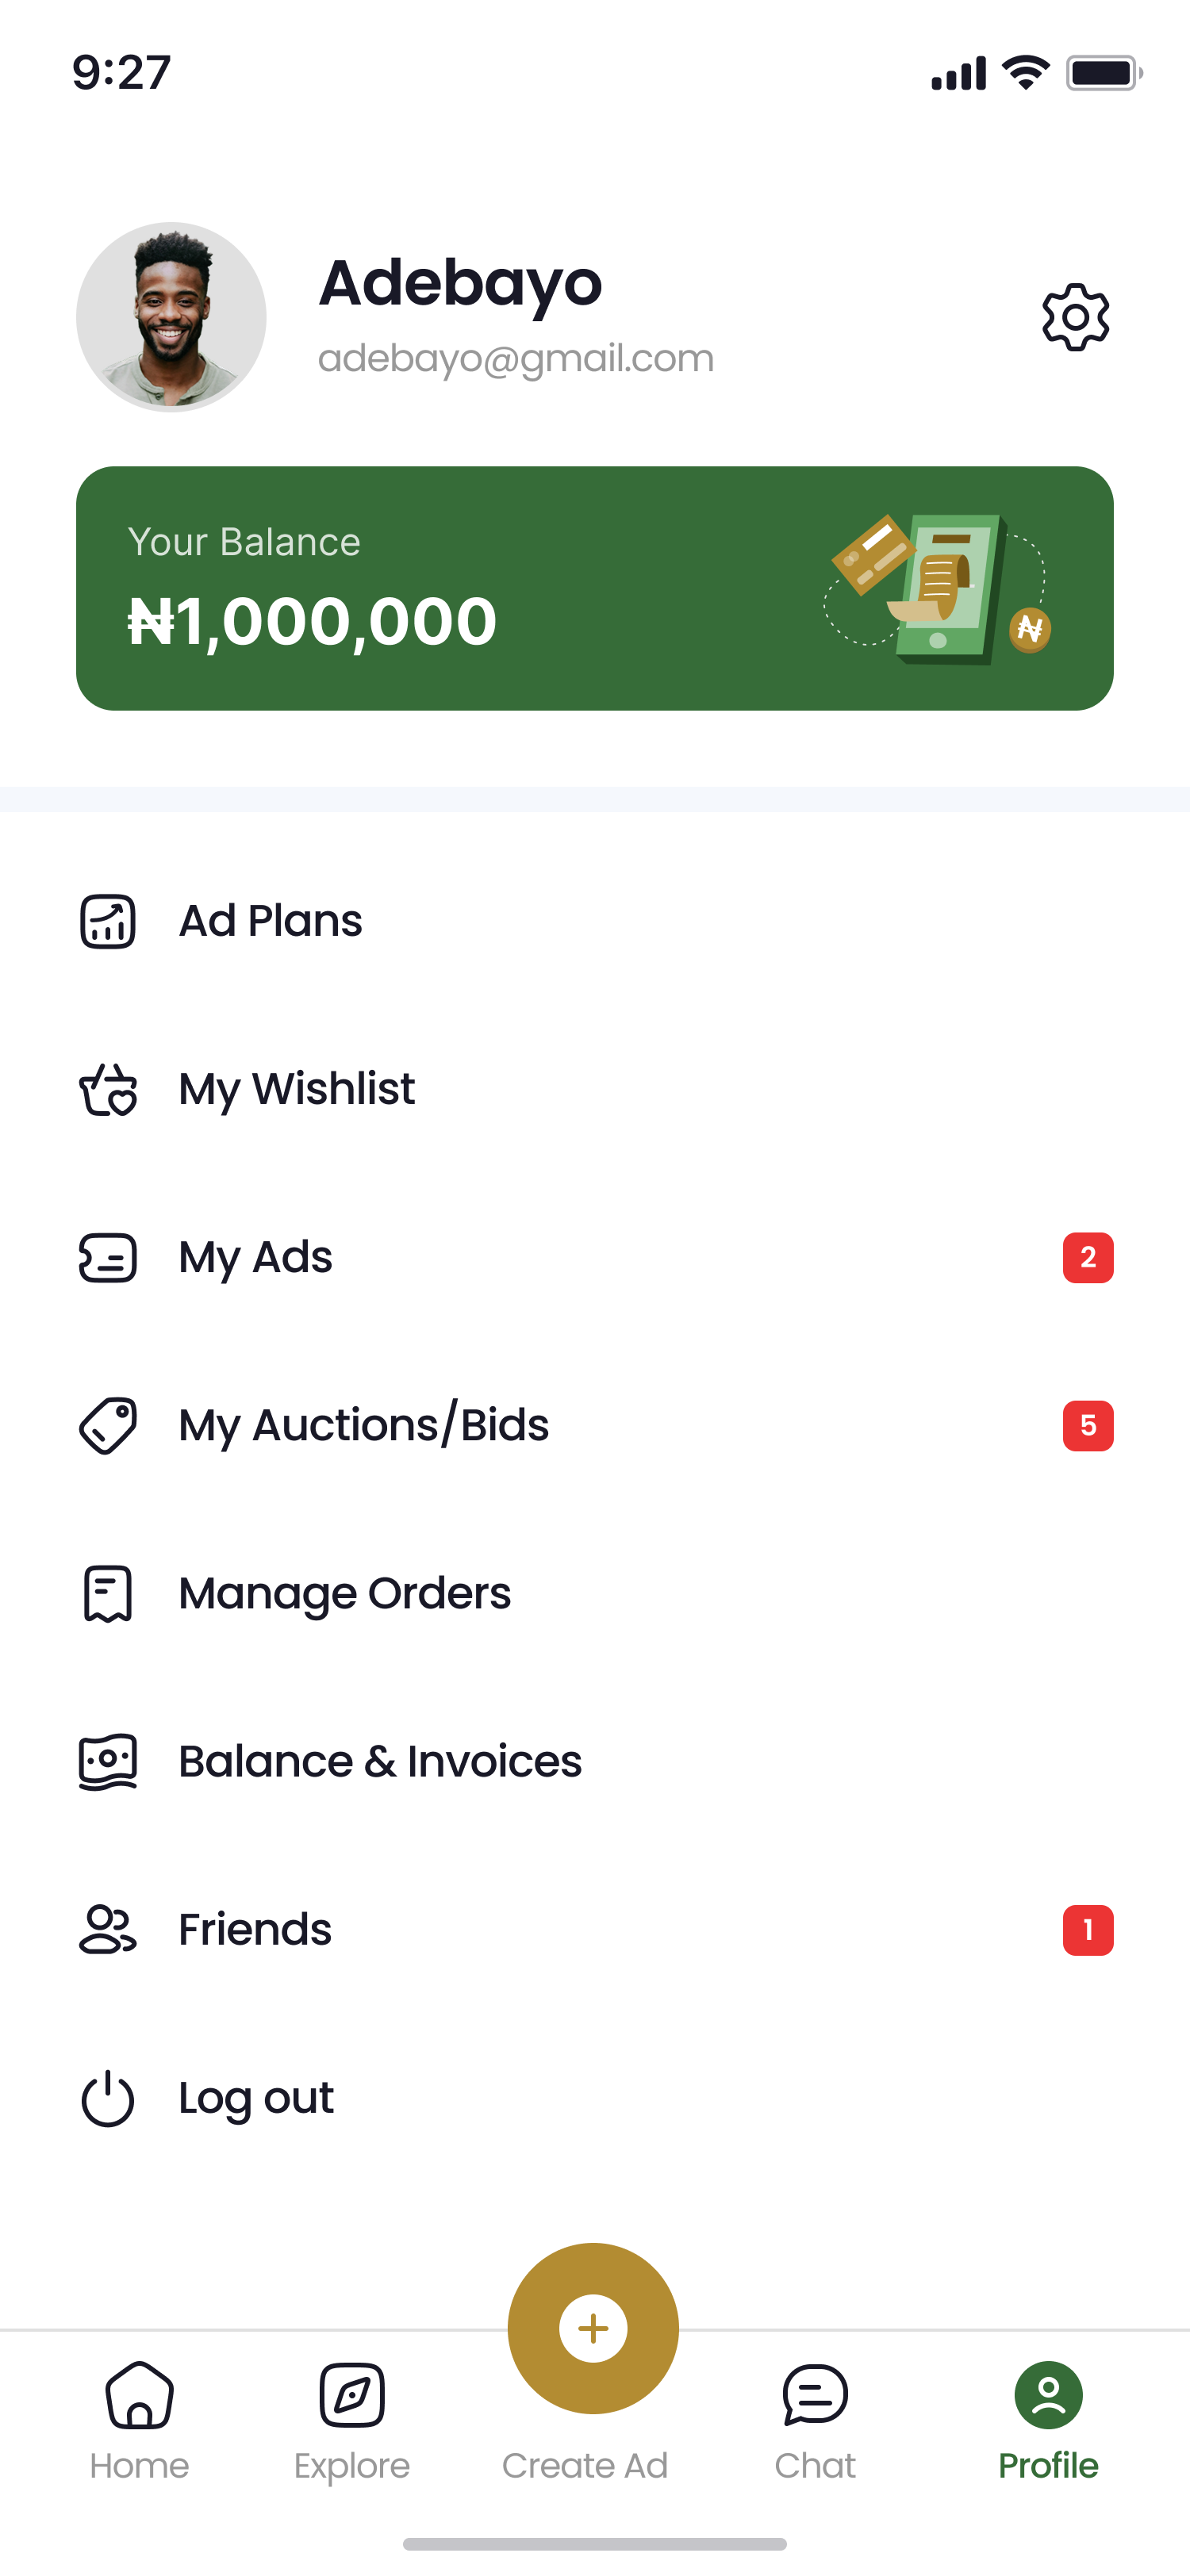 9:27
Adebayo
adebayo@gmail.com
Your Balance
₦1,000,000
₦
Ad Plans
My Wishlist
My Ads
2
My Auctions/Bids
5
Manage Orders
Balance & Invoices
Friends
1
Log out
Home
Explore
Create Ad
Chat
Profile